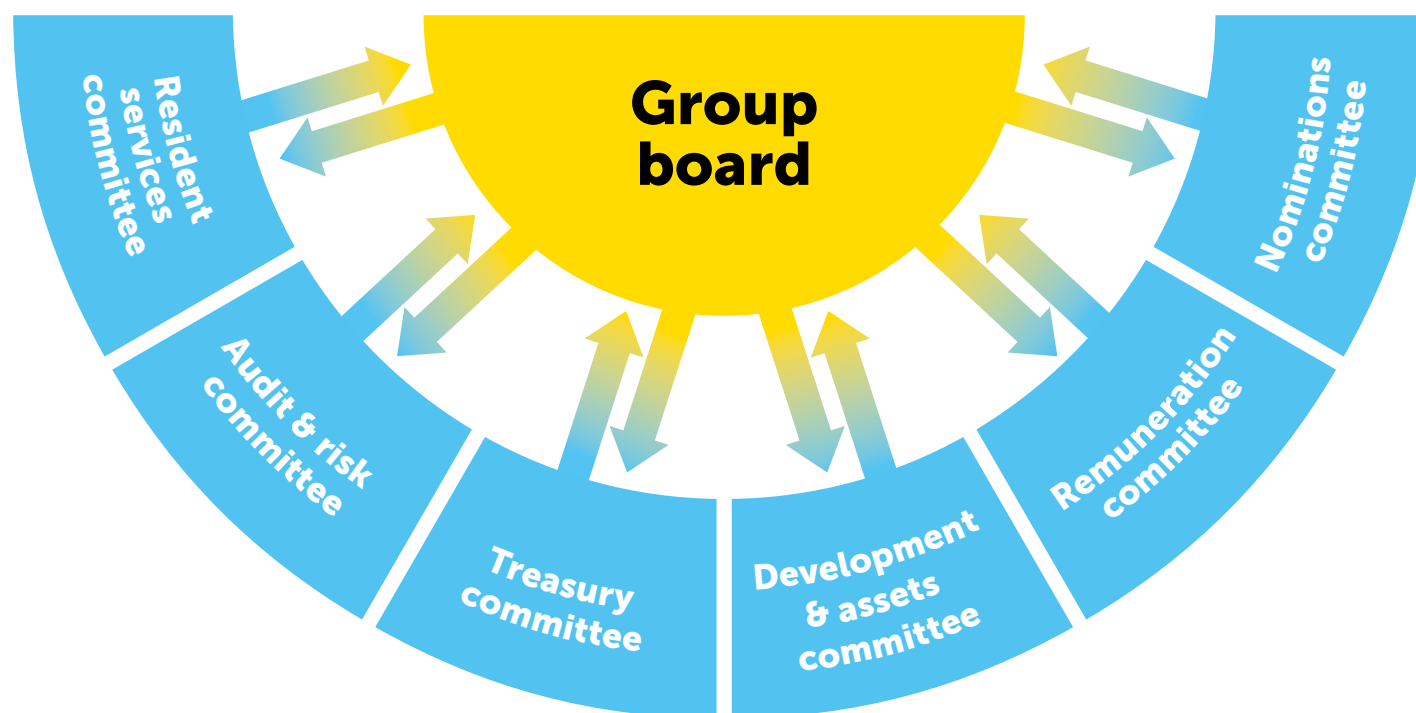 Group
board
Resident
services
committee
Audit & risk
committee
Treasury
committee
Development
& assets
committee
Remuneration
committee
Nominations
committee